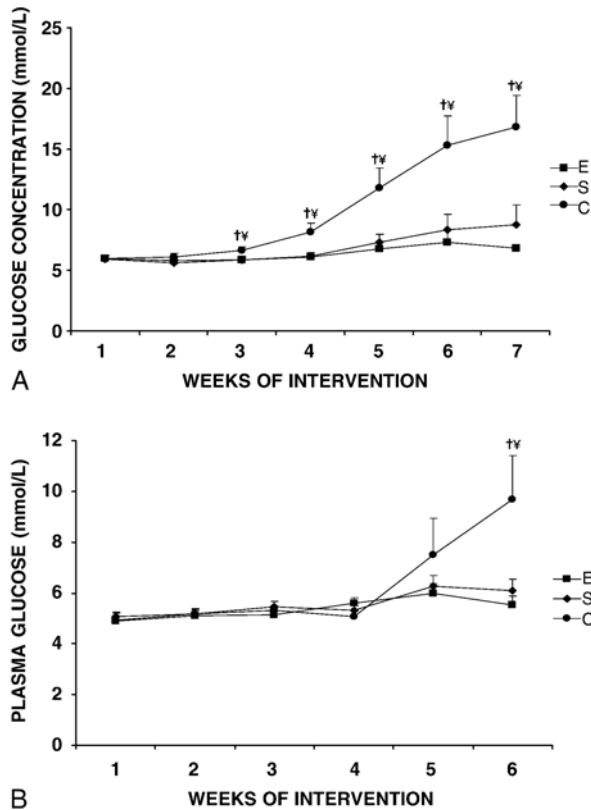 25
20
15
10
5
0
GLUCOSE CONCENTRATION (mmol/L)
†¥
†¥
†¥
†¥
†¥
E
S
C
1 2 3 4 5 6 7
WEEKS OF INTERVENTION
A
12
10
8
6
4
2
0
PLASMA GLUCOSE (mmol/L)
†¥
E
S
C
1 2 3 4 5 6
WEEKS OF INTERVENTION
B